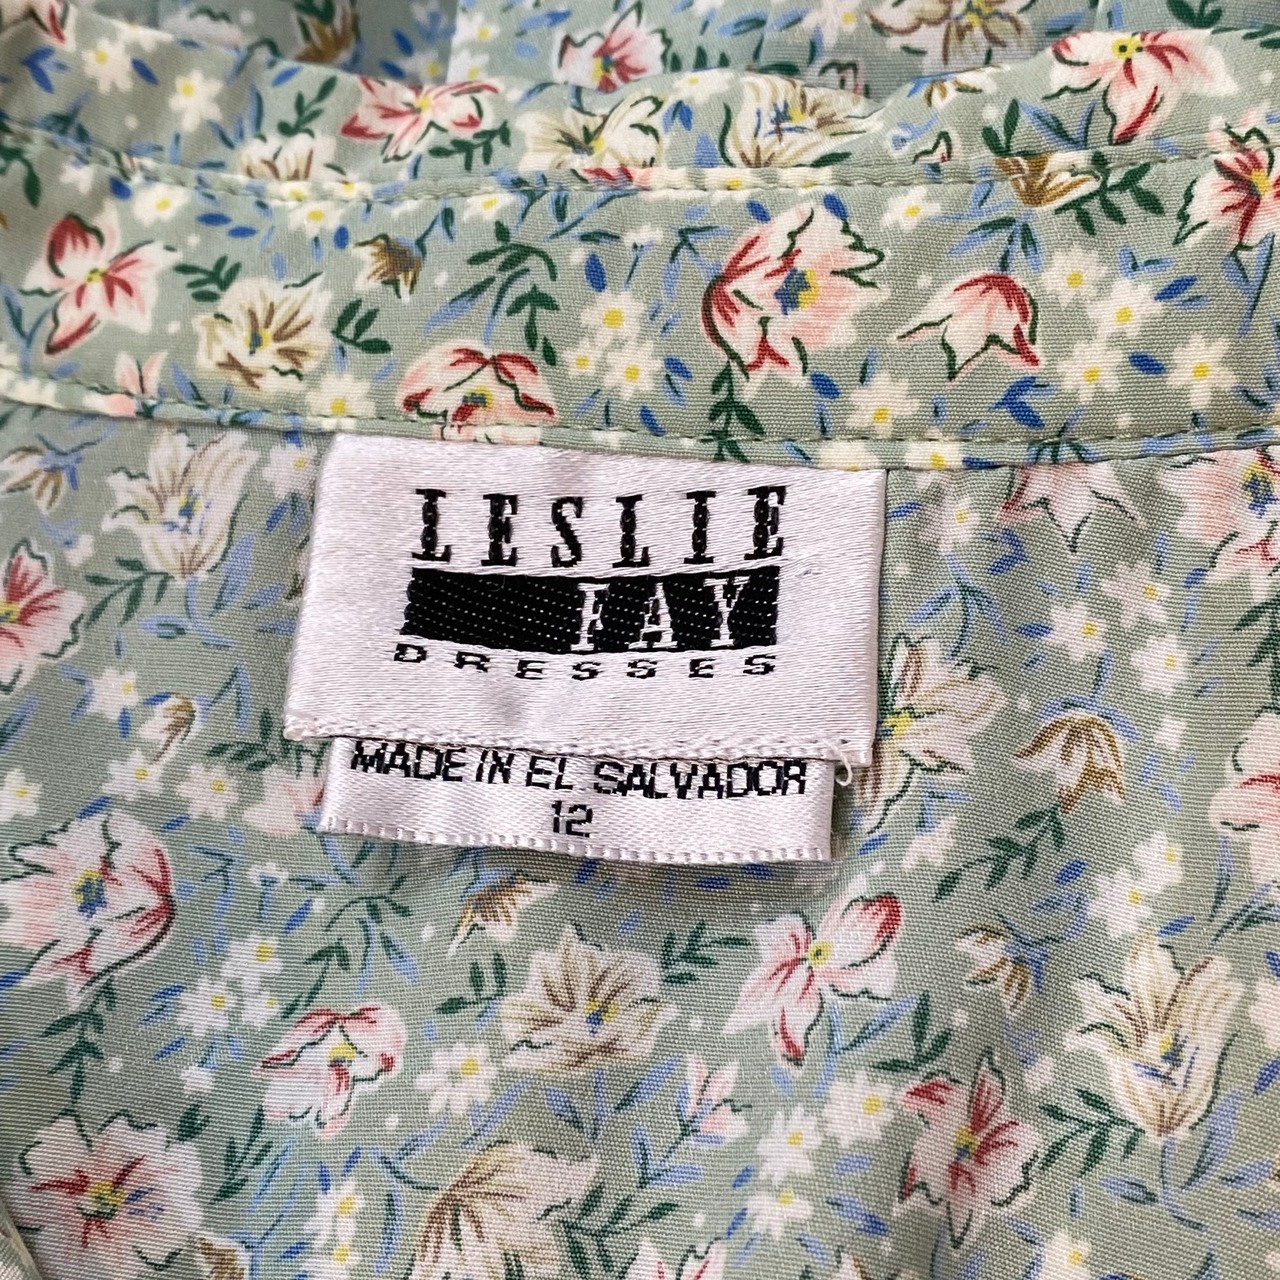 LESLIE
FAY
DRESSES
MADE IN EL SALVADOR
12